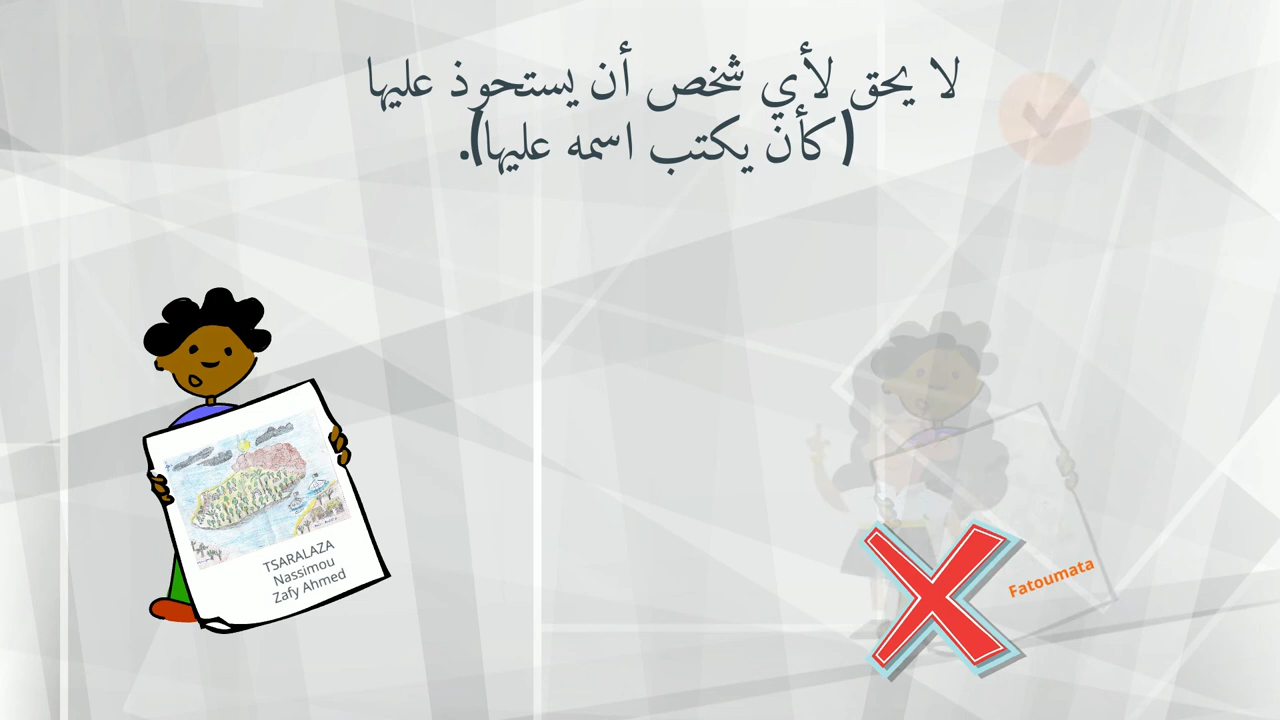 لا يحق لأي شخص أن يستحوذ عليها
(كأن يكتب اسمه عليها).
TSARALAZA
Nassimou
Zafy Ahmed
Fatoumata